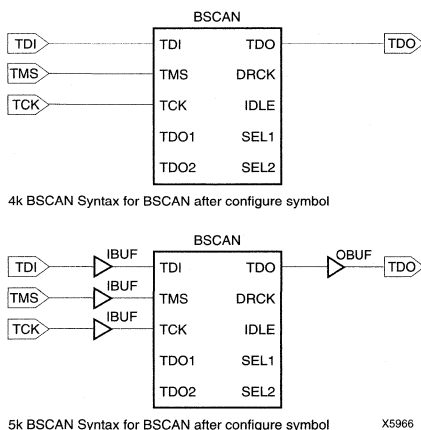 BSCAN
TDI TDI TDO TDO
TMS TMS DRCK
TCK TCK IDLE
TDO1 SEL1
TDO2 SEL2
4k BSCAN Syntax for BSCAN after configure symbol
BSCAN
IBUF OBUF
TDI TDI TDO TDO
IBUF
TMS TMS DRCK
IBUF
TCK TCK IDLE
TDO1 SEL1
TDO2 SEL2
5k BSCAN Syntax for BSCAN after configure symbol X5966